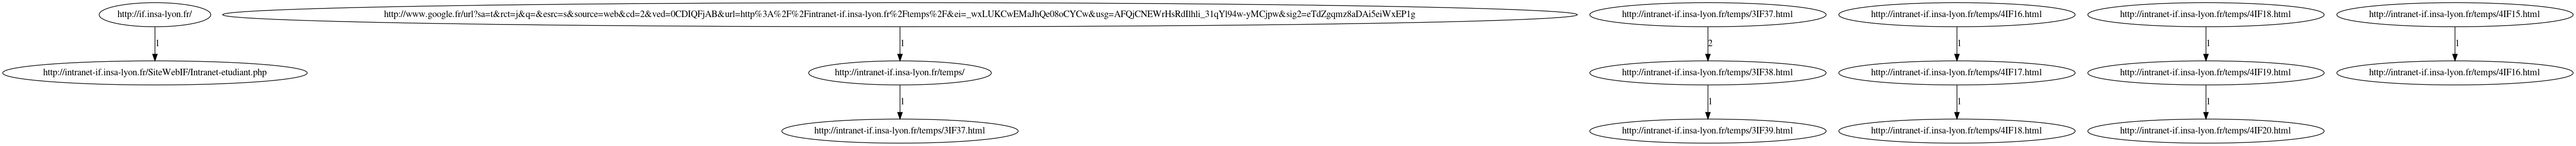 http://if.insa-lyon.fr/
http://www.google.fr/url?sa=t&rct=j&q=&esrc=s&source=web&cd=2&ved=0CDIQFjAB&url=http%3A%2F%2Fintranet-if.insa-lyon.fr%2Ftemps%2F&ei=_wxLUKCwEMaJhQe08oCYCw&usg=AFQjCNEWrHsRdIlhii_31qYl94w-yMCjpw&sig2=eTdZgqmz8aDAi5eiWxEP1g
http://intranet-if.insa-lyon.fr/temps/3IF37.html
http://intranet-if.insa-lyon.fr/temps/4IF16.html
http://intranet-if.insa-lyon.fr/temps/4IF18.html
http://intranet-if.insa-lyon.fr/temps/4IF15.html
1
1
2
1
1
1
http://intranet-if.insa-lyon.fr/SiteWebIF/Intranet-etudiant.php
http://intranet-if.insa-lyon.fr/temps/
http://intranet-if.insa-lyon.fr/temps/3IF38.html
http://intranet-if.insa-lyon.fr/temps/4IF17.html
http://intranet-if.insa-lyon.fr/temps/4IF19.html
http://intranet-if.insa-lyon.fr/temps/4IF16.html
1
1
1
1
http://intranet-if.insa-lyon.fr/temps/3IF37.html
http://intranet-if.insa-lyon.fr/temps/3IF39.html
http://intranet-if.insa-lyon.fr/temps/4IF18.html
http://intranet-if.insa-lyon.fr/temps/4IF20.html